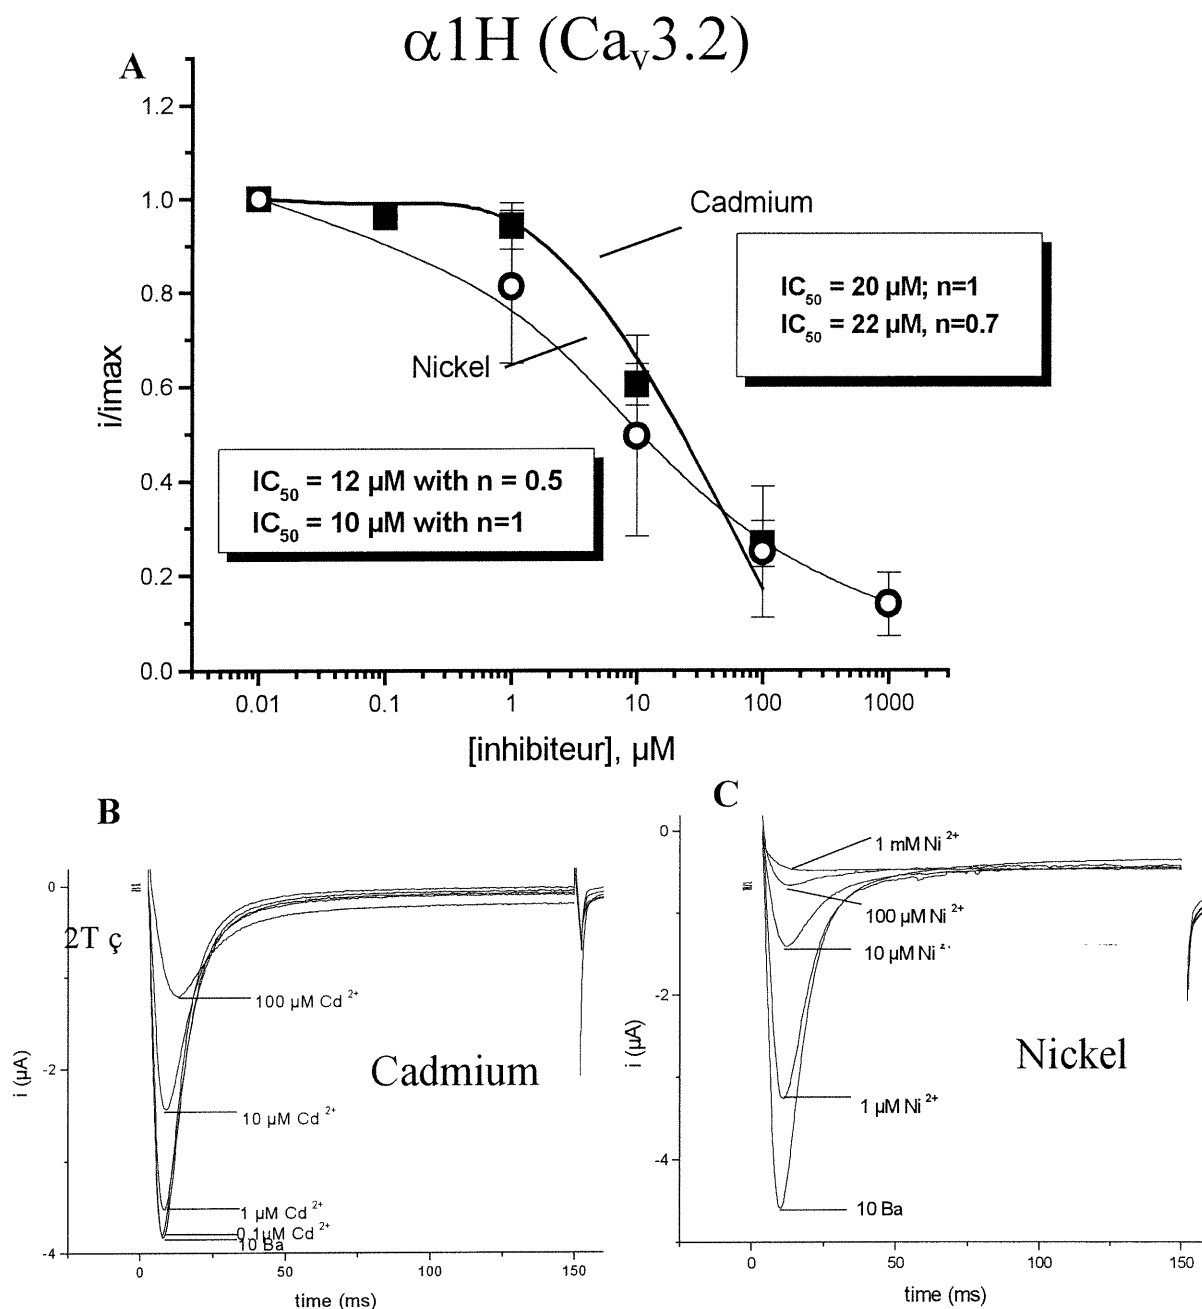 α1H (Cav3.2)
A
1.2
1.0
0.8
0.6
0.4
0.2
0.0
i/imax
Cadmium
IC50 = 20 µM; n=1
IC50 = 22 µM, n=0.7
Nickel
IC50 = 12 µM with n = 0.5
IC50 = 10 µM with n=1
0.01 0.1 1 10 100 1000
[inhibiteur], µM
B
0
2T ç
-2
-4
i (µA)
100 µM Cd 2+
Cadmium
10 µM Cd 2+
1 µM Cd 2+
0.1µM Cd 2+
10 Ba
0 50 100 150
time (ms)
C
0
-2
-4
i (µA)
1 mM Ni 2+
100 µM Ni 2+
10 µM Ni 2+
Nickel
1 µM Ni 2+
10 Ba
0 50 100 150
time (ms)